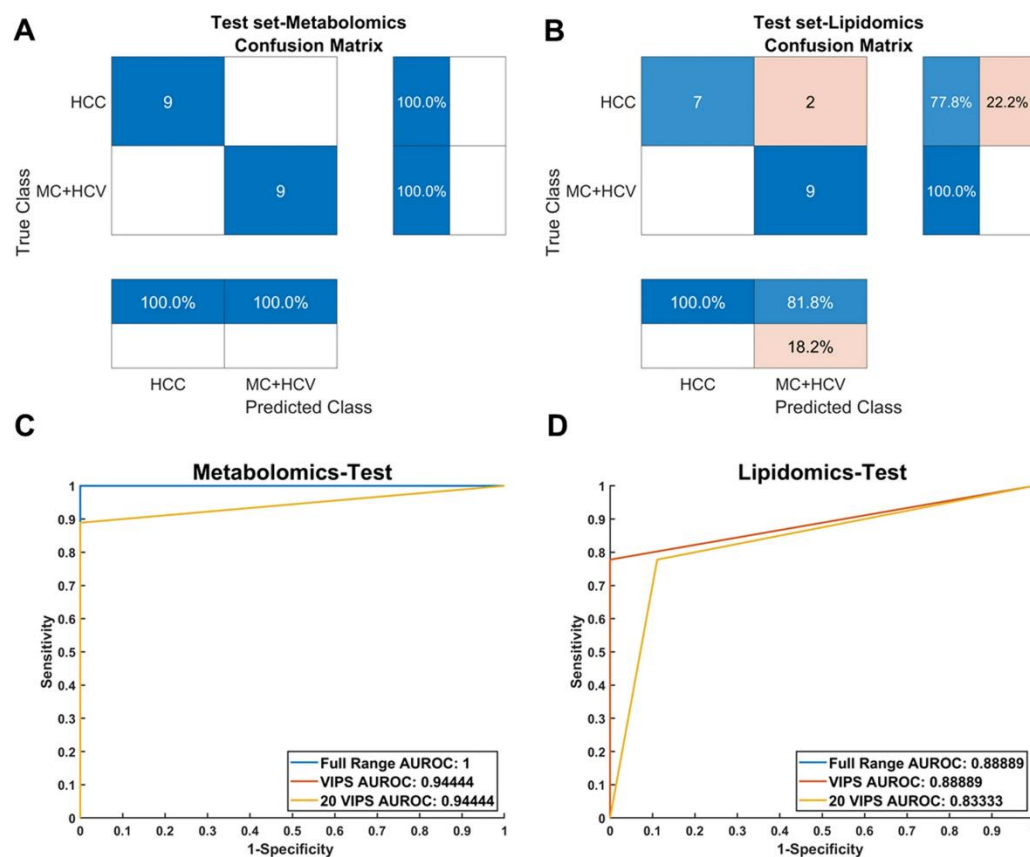 A
Test set-Metabolomics
Confusion Matrix
HCC
9
100.0%
MC+HCV
9
100.0%
True Class
100.0% 100.0%
HCC MC+HCV
Predicted Class
B
Test set-Lipidomics
Confusion Matrix
HCC
7 2
77.8% 22.2%
MC+HCV
9
100.0%
True Class
100.0% 81.8%
18.2%
HCC MC+HCV
Predicted Class
C
Metabolomics-Test
1
0.9
0.8
0.7
0.6
0.5
0.4
0.3
0.2
0.1
0
Sensitivity
Full Range AUROC: 1
VIPS AUROC: 0.94444
20 VIPS AUROC: 0.94444
0 0.1 0.2 0.3 0.4 0.5 0.6 0.7 0.8 0.9 1
1-Specificity
D
Lipidomics-Test
1
0.9
0.8
0.7
0.6
0.5
0.4
0.3
0.2
0.1
0
Sensitivity
Full Range AUROC: 0.88889
VIPS AUROC: 0.88889
20 VIPS AUROC: 0.83333
0 0.1 0.2 0.3 0.4 0.5 0.6 0.7 0.8 0.9
1-Specificity